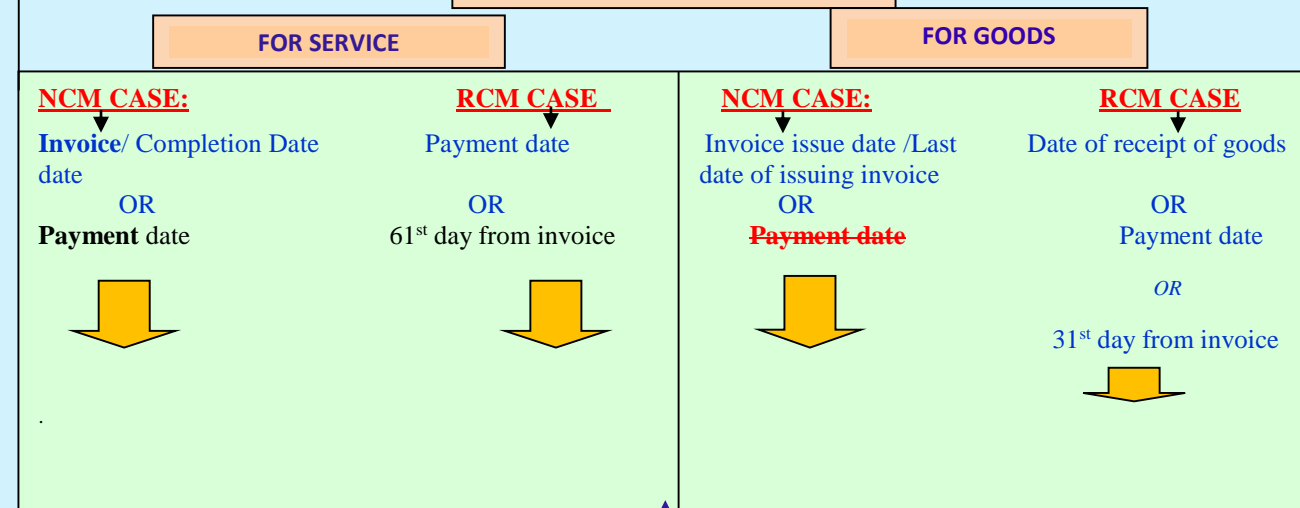 FOR SERVICE
FOR GOODS
NCM CASE:
Invoice/ Completion Date
date
OR
Payment date
RCM CASE
Payment date
OR
61st day from invoice
NCM CASE:
Invoice issue date /Last
date of issuing invoice
OR
Payment date
RCM CASE
Date of receipt of goods
OR
Payment date
OR
31st day from invoice
.